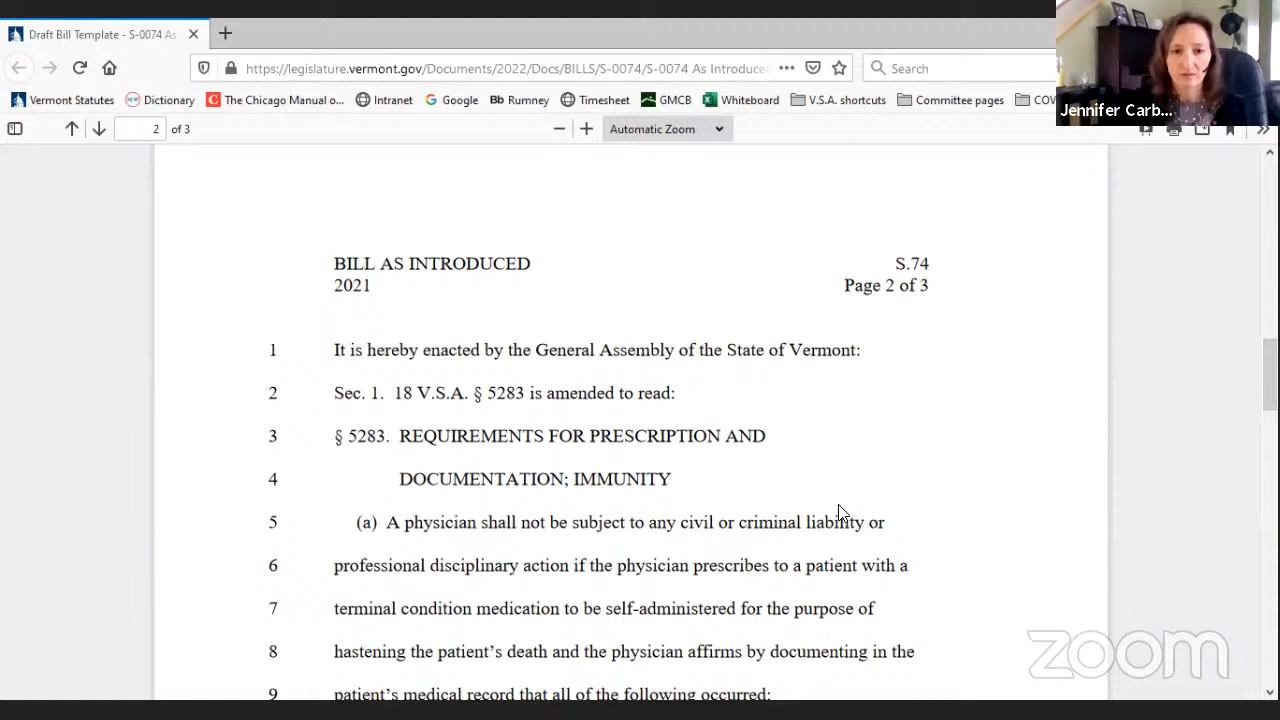 Draft Bill Template - S-0074 As
https://legislature.vermont.gov/Documents/2022/Docs/BILLS/S-0074/S-0074 As Introduced
Search
Jennifer Carb...
Vermont Statutes
Dictionary
The Chicago Manual o...
Intranet
Google
Bb Rumney
Timesheet
GMCB
Whiteboard
V.S.A. shortcuts
Committee pages
COV
2 of 3
Automatic Zoom
BILL AS INTRODUCED S.74
2021 Page 2 of 3
1 It is hereby enacted by the General Assembly of the State of Vermont:
2 Sec. 1. 18 V.S.A. § 5283 is amended to read:
3 § 5283. REQUIREMENTS FOR PRESCRIPTION AND
4 DOCUMENTATION; IMMUNITY
5 (a) A physician shall not be subject to any civil or criminal liability or
6 professional disciplinary action if the physician prescribes to a patient with a
7 terminal condition medication to be self-administered for the purpose of
8 hastening the patient’s death and the physician affirms by documenting in the
9 patient’s medical record that all of the following occurred:
zoom